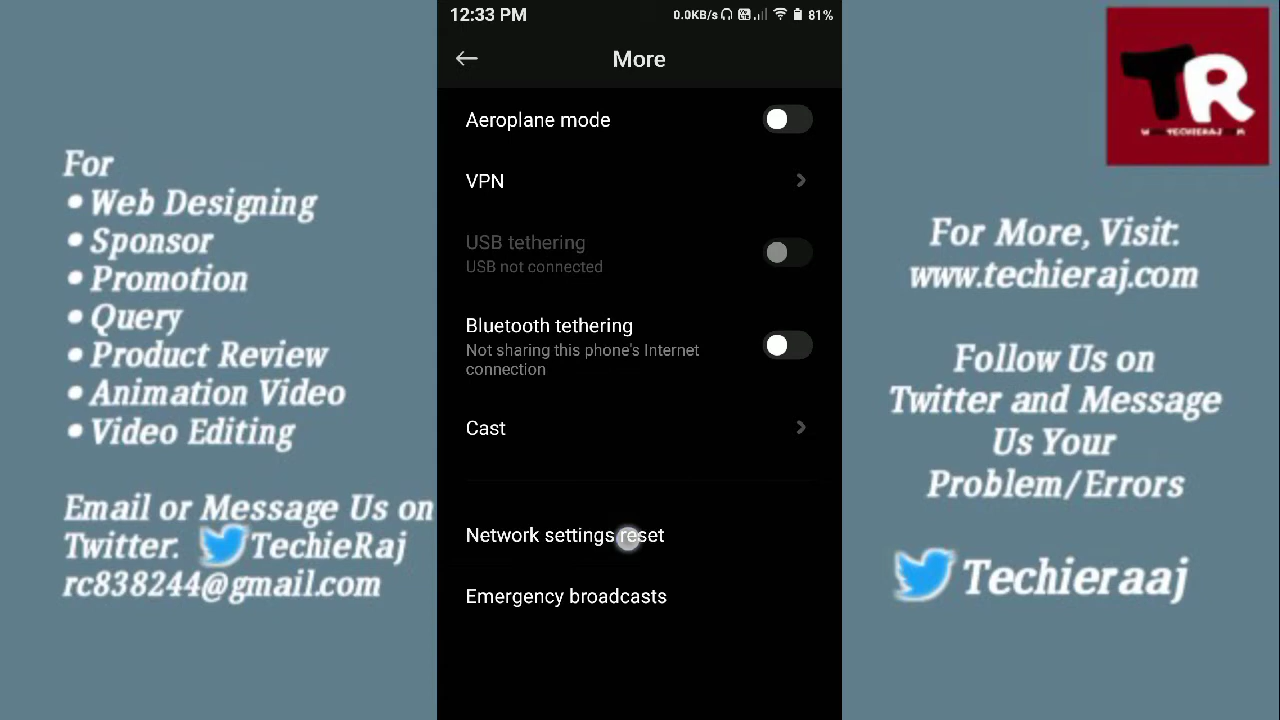 For
• Web Designing
• Sponsor
• Promotion
• Query
• Product Review
• Animation Video
• Video Editing
Email or Message Us on
Twitter. TechieRaj
rc838244@gmail.com
12:33 PM
0.0KB/s
81%
More
Aeroplane mode
VPN
USB tethering
USB not connected
Bluetooth tethering
Not sharing this phone's Internet
connection
Cast
Network settings reset
Emergency broadcasts
TR
For More, Visit:
www.techieraj.com
Follow Us on
Twitter and Message
Us Your
Problem/Errors
Techieraaj